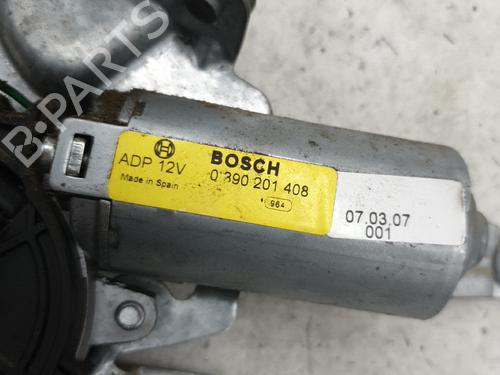 B-PARTS
ADP 12V
BOSCH
Made in Spain
0 390 201 408
964
07.03.07
001